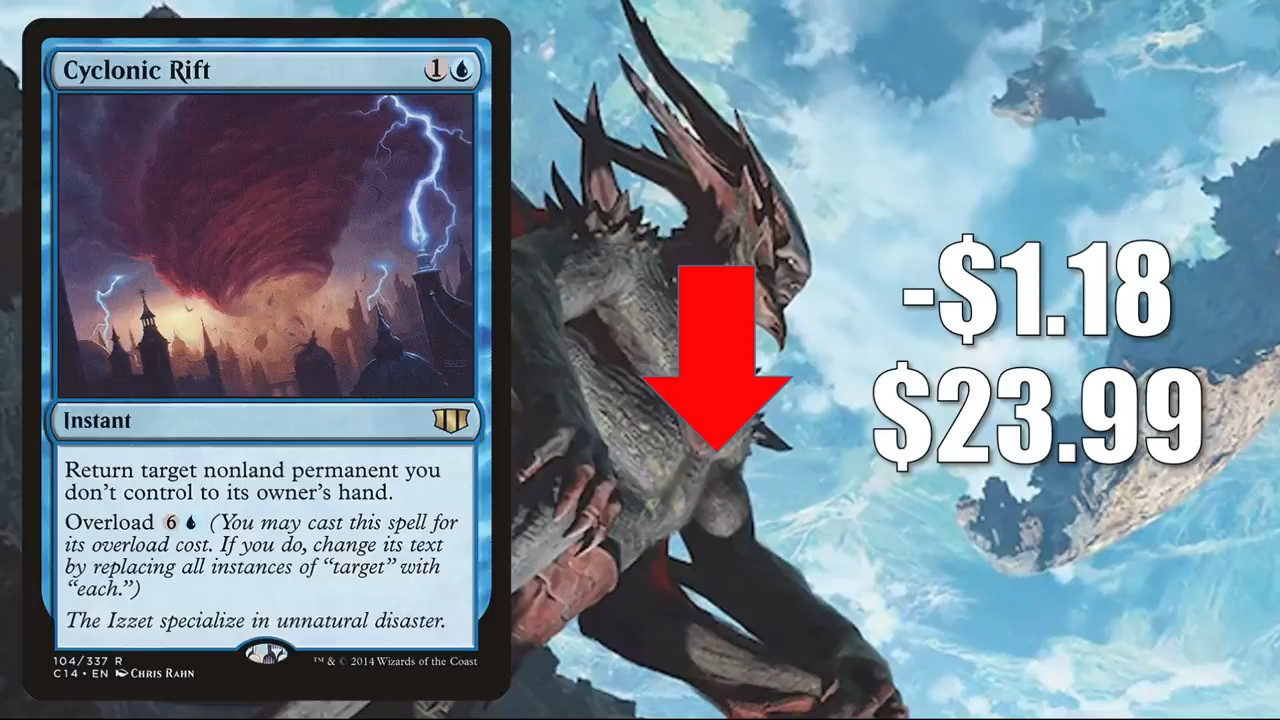 Cyclonic Rift 1
Instant
Return target nonland permanent you
don't control to its owner's hand.
Overload 6 (You may cast this spell for
its overload cost. If you do, change its text
by replacing all instances of “target” with
“each.”)
The Izzet specialize in unnatural disaster.
104/337 R
C14 • EN Chris Rahn
™ & © 2014 Wizards of the Coast
-$1.18
$23.99